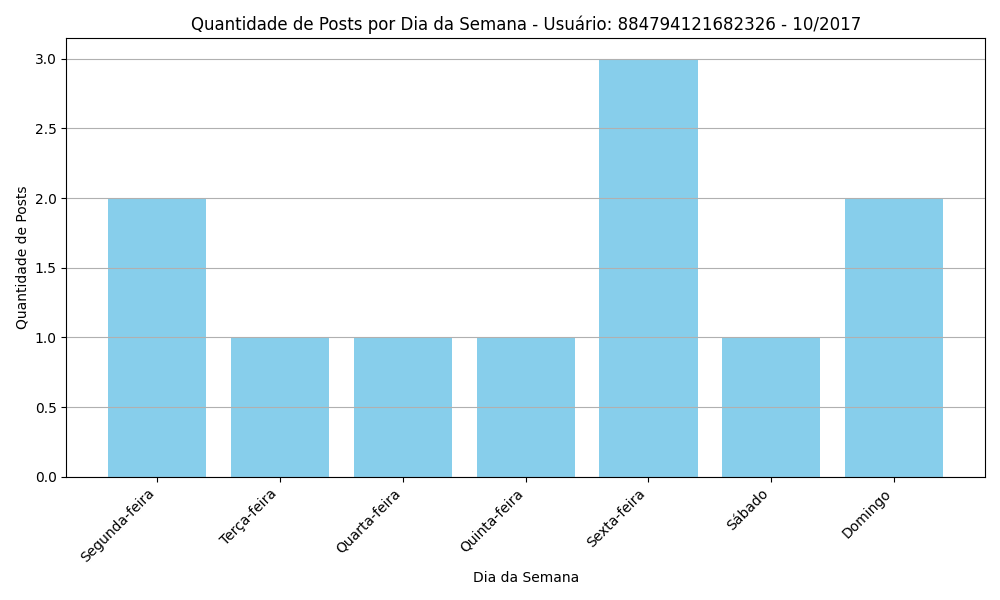 Quantidade de Posts por Dia da Semana - Usuário: 884794121682326 - 10/2017
Quantidade de Posts
3.0
2.5
2.0
1.5
1.0
0.5
0.0
Segunda-feira
Terça-feira
Quarta-feira
Quinta-feira
Sexta-feira
Sábado
Domingo
Dia da Semana